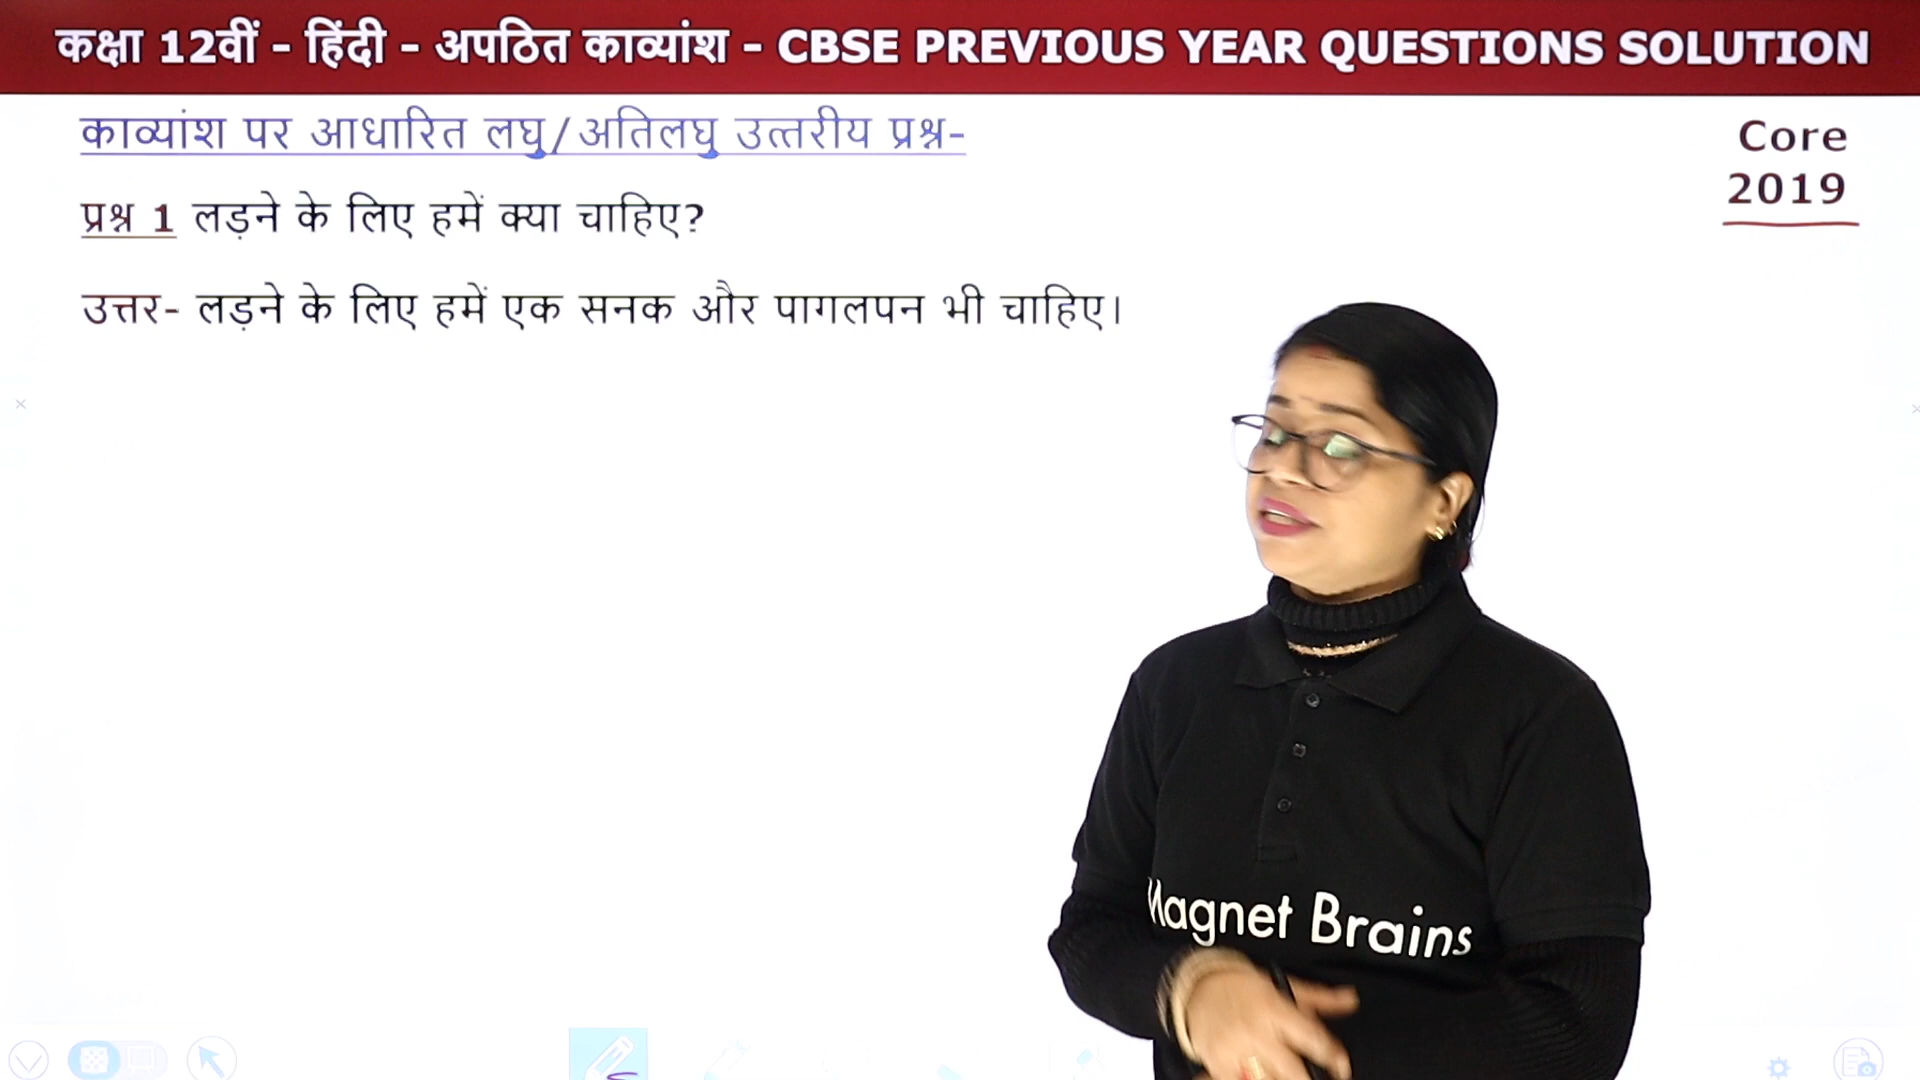 कक्षा 12वीं - हिंदी - अपठित काव्यांश - CBSE PREVIOUS YEAR QUESTIONS SOLUTION
काव्यांश पर आधारित लघु/अतिलघु उत्तरीय प्रश्न-
Core
2019
प्रश्न 1 लड़ने के लिए हमें क्या चाहिए?
उत्तर- लड़ने के लिए हमें एक सनक और पागलपन भी चाहिए।
Magnet Brains